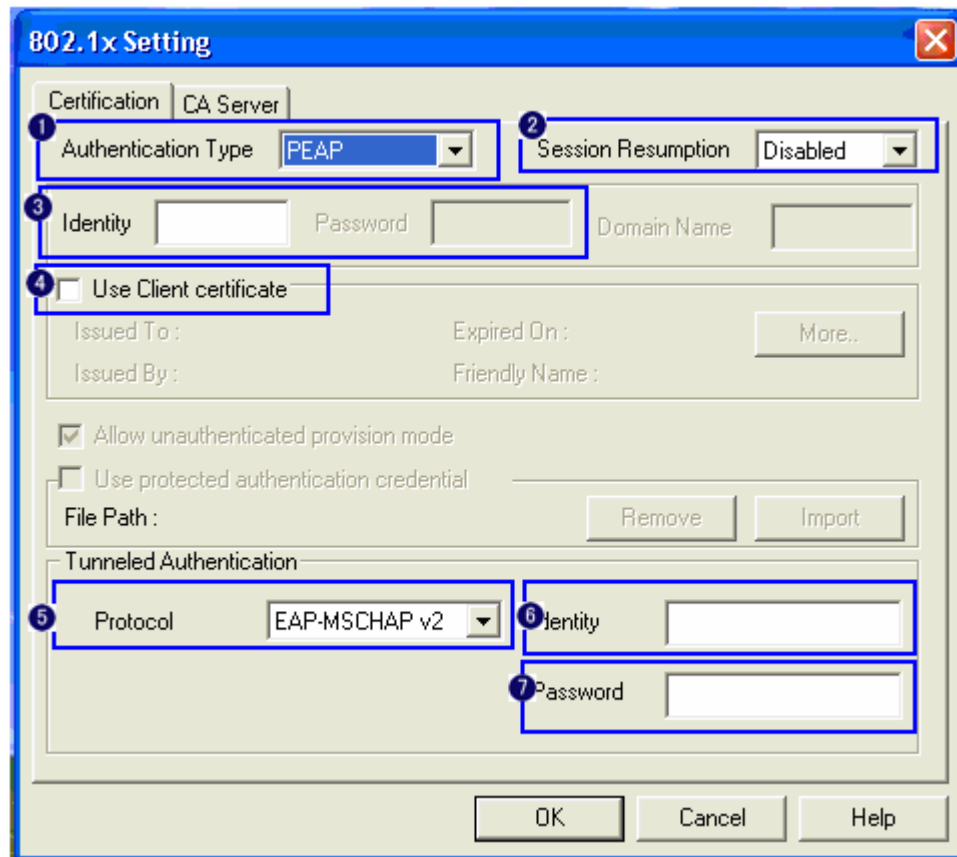 802.1x Setting
Certification CA Server
1 Authentication Type PEAP 2 Session Resumption Disabled
3 Identity Password Domain Name
4 Use Client certificate
Issued To : Expired On : More..
Issued By : Friendly Name :
Allow unauthenticated provision mode
Use protected authentication credential
File Path : Remove Import
Tunneled Authentication
5 Protocol EAP-MSCHAP v2 6 Identity
7 Password
OK Cancel Help